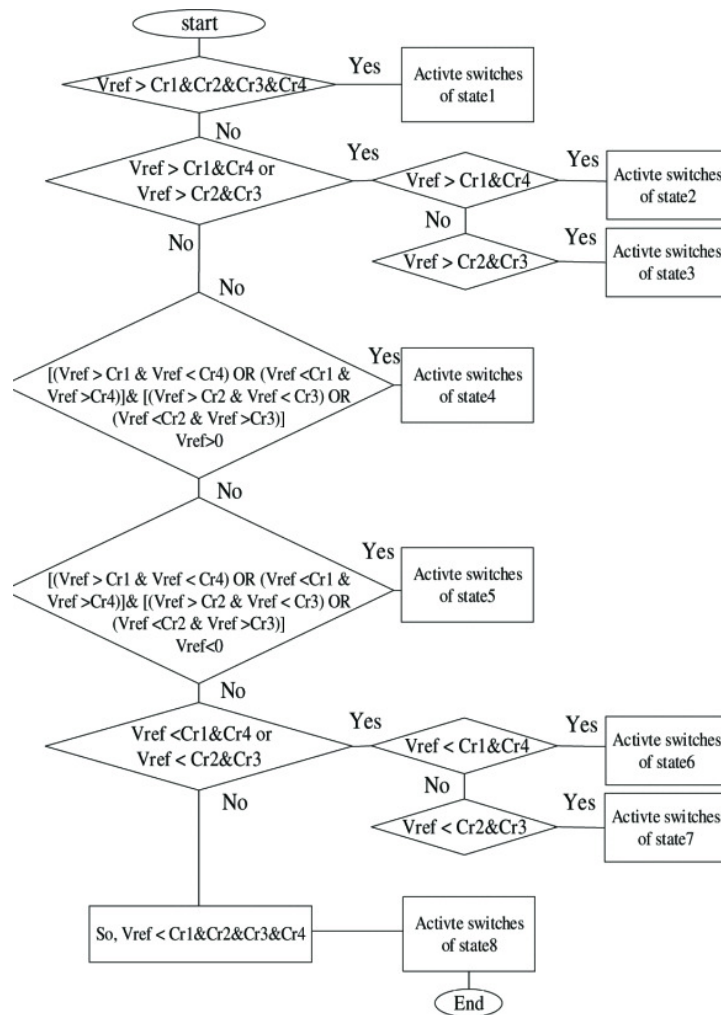 start
Vref > Cr1&Cr2&Cr3&Cr4
Yes
Activte switches
of state1
No
Vref > Cr1&Cr4 or
Vref > Cr2&Cr3
Yes
Vref > Cr1&Cr4
Yes
Activte switches
of state2
No
Vref > Cr2&Cr3
Yes
Activte switches
of state3
No
No
[(Vref > Cr1 & Vref < Cr4) OR (Vref <Cr1 &
Vref >Cr4)]& [(Vref > Cr2 & Vref < Cr3) OR
(Vref <Cr2 & Vref >Cr3)]
Vref>0
Yes
Activte switches
of state4
No
[(Vref > Cr1 & Vref < Cr4) OR (Vref <Cr1 &
Vref >Cr4)]& [(Vref > Cr2 & Vref < Cr3) OR
(Vref <Cr2 & Vref >Cr3)]
Vref<0
Yes
Activte switches
of state5
No
Vref <Cr1&Cr4 or
Vref < Cr2&Cr3
Yes
Vref < Cr1&Cr4
Yes
Activte switches
of state6
No
Vref < Cr2&Cr3
Yes
Activte switches
of state7
No
So, Vref < Cr1&Cr2&Cr3&Cr4
Activte switches
of state8
End